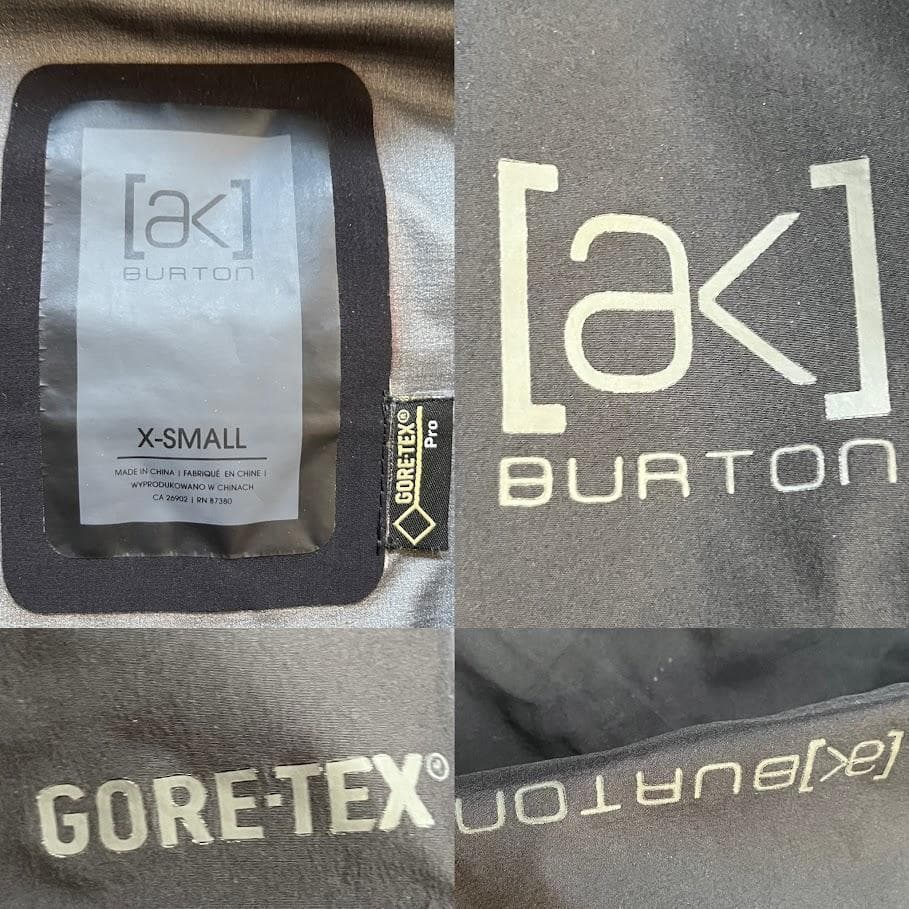 [ak]
BURTON
X-SMALL
MADE IN CHINA | FABRIQUÉ EN CHINE |
WYPRODUKOWANO W CHINACH
CA 26902 | RN 87380
GORE-TEX®
Pro
[ak]
BURTON
GORE-TEX®
[ak]BURTON